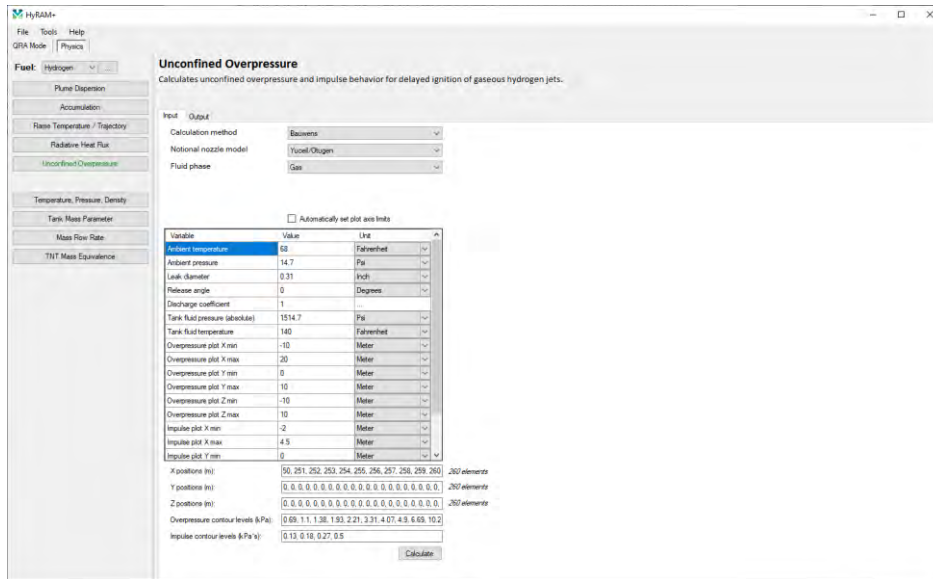 HyRAM+
File Tools Help
QRA Mode Physics
Fuel: Hydrogen ...
Plume Dispersion
Accumulation
Flame Temperature / Trajectory
Radiative Heat Flux
Unconfined Overpressure
Temperature, Pressure, Density
Tank Mass Parameter
Mass Flow Rate
TNT Mass Equivalence
Unconfined Overpressure
Calculates unconfined overpressure and impulse behavior for delayed ignition of gaseous hydrogen jets.
Input Output
Calculation method Bauwens
Notional nozzle model Yuceil/Otugen
Fluid phase Gas
Automatically set plot axis limits
Variable Value Unit
Ambient temperature 68 Fahrenheit
Ambient pressure 14.7 Psi
Leak diameter 0.31 Inch
Release angle 0 Degrees
Discharge coefficient 1 ...
Tank fluid pressure (absolute) 1514.7 Psi
Tank fluid temperature 140 Fahrenheit
Overpressure plot X min -10 Meter
Overpressure plot X max 20 Meter
Overpressure plot Y min 0 Meter
Overpressure plot Y max 10 Meter
Overpressure plot Z min -10 Meter
Overpressure plot Z max 10 Meter
Impulse plot X min -2 Meter
Impulse plot X max 4.5 Meter
Impulse plot Y min 0 Meter
X positions (m): 50, 251, 252, 253, 254, 255, 256, 257, 258, 259, 260 260 elements
Y positions (m): 0, 0, 0, 0, 0, 0, 0, 0, 0, 0, 0, 0, 0, 0, 0, 0, 0, 0, 0, 0, 0, 260 elements
Z positions (m): 0, 0, 0, 0, 0, 0, 0, 0, 0, 0, 0, 0, 0, 0, 0, 0, 0, 0, 0, 0, 0, 260 elements
Overpressure contour levels (kPa): 0.69, 1.1, 1.38, 1.93, 2.21, 3.31, 4.07, 4.9, 6.69, 10.2
Impulse contour levels (kPa*s): 0.13, 0.18, 0.27, 0.5
Calculate